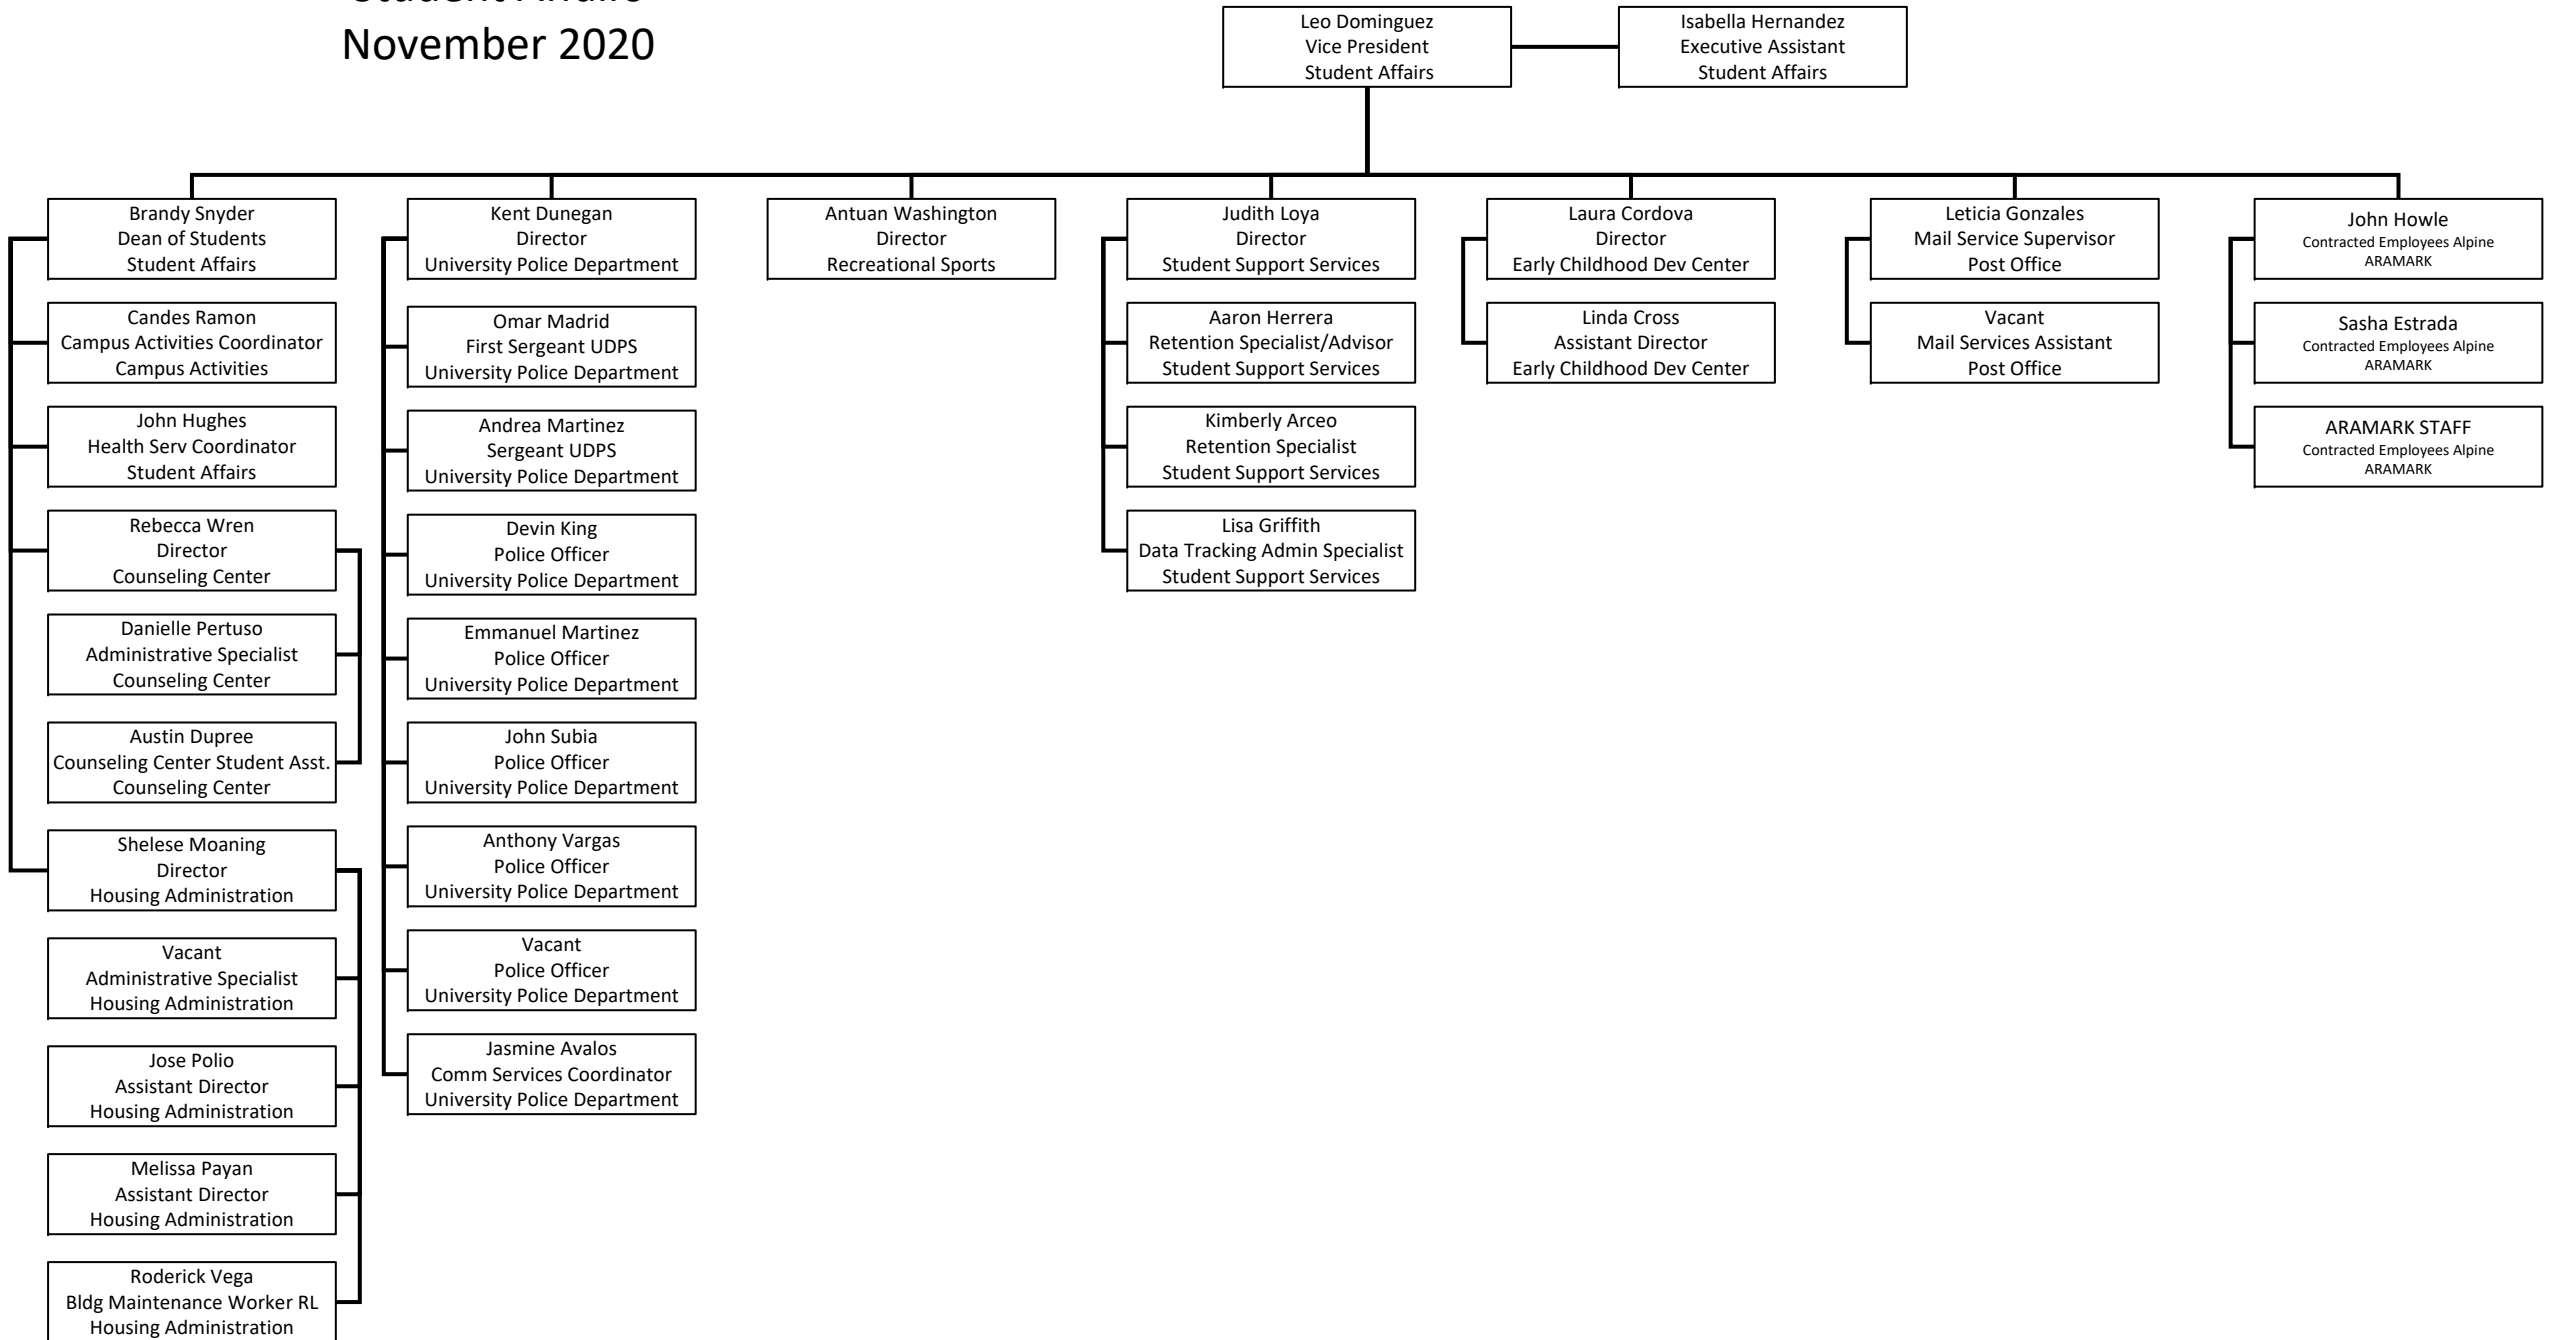 Student Affairs
November 2020
Leo Dominguez
Vice President
Student Affairs
Isabella Hernandez
Executive Assistant
Student Affairs
Brandy Snyder
Dean of Students
Student Affairs
Candes Ramon
Campus Activities Coordinator
Campus Activities
John Hughes
Health Serv Coordinator
Student Affairs
Rebecca Wren
Director
Counseling Center
Danielle Pertuso
Administrative Specialist
Counseling Center
Austin Dupree
Counseling Center Student Asst.
Counseling Center
Shelese Moaning
Director
Housing Administration
Vacant
Administrative Specialist
Housing Administration
Jose Polio
Assistant Director
Housing Administration
Melissa Payan
Assistant Director
Housing Administration
Roderick Vega
Bldg Maintenance Worker RL
Housing Administration
Kent Dunegan
Director
University Police Department
Omar Madrid
First Sergeant UDPS
University Police Department
Andrea Martinez
Sergeant UDPS
University Police Department
Devin King
Police Officer
University Police Department
Emmanuel Martinez
Police Officer
University Police Department
John Subia
Police Officer
University Police Department
Anthony Vargas
Police Officer
University Police Department
Vacant
Police Officer
University Police Department
Jasmine Avalos
Comm Services Coordinator
University Police Department
Antuan Washington
Director
Recreational Sports
Judith Loya
Director
Student Support Services
Aaron Herrera
Retention Specialist/Advisor
Student Support Services
Kimberly Arceo
Retention Specialist
Student Support Services
Lisa Griffith
Data Tracking Admin Specialist
Student Support Services
Laura Cordova
Director
Early Childhood Dev Center
Linda Cross
Assistant Director
Early Childhood Dev Center
Leticia Gonzales
Mail Service Supervisor
Post Office
Vacant
Mail Services Assistant
Post Office
John Howle
Contracted Employees Alpine
ARAMARK
Sasha Estrada
Contracted Employees Alpine
ARAMARK
ARAMARK STAFF
Contracted Employees Alpine
ARAMARK